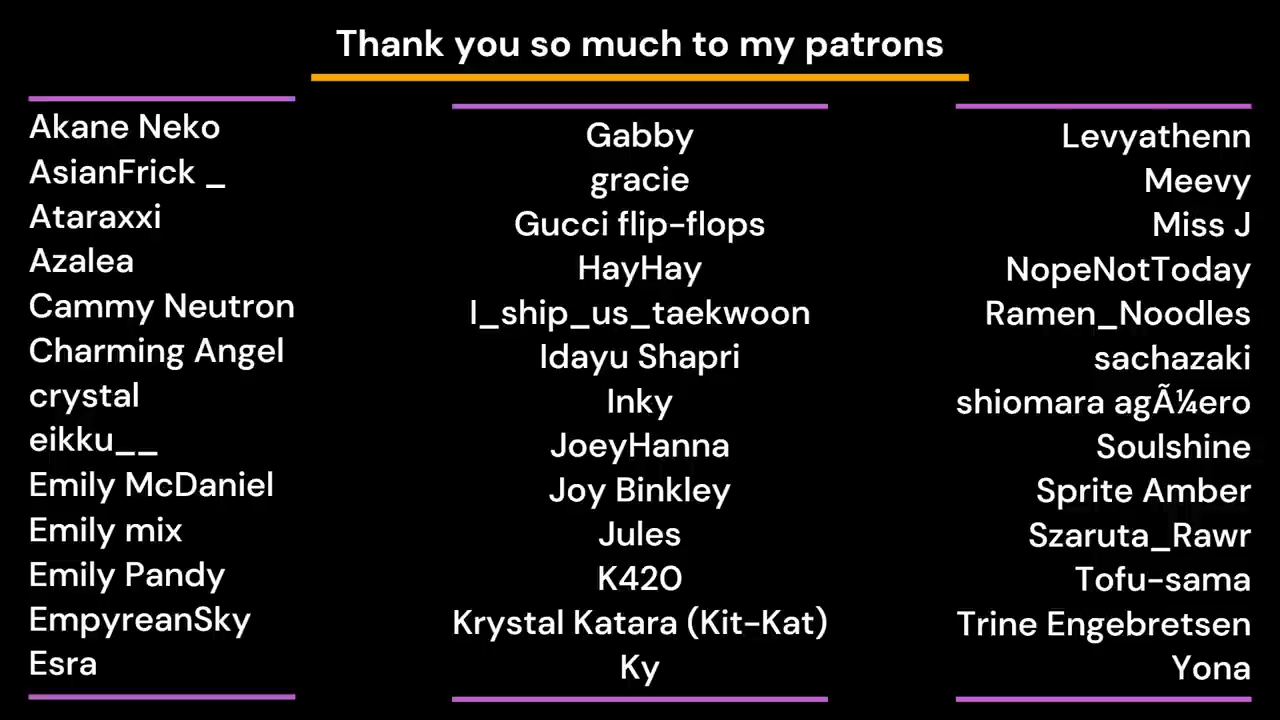 Thank you so much to my patrons
Akane Neko
AsianFrick _
Ataraxxi
Azalea
Cammy Neutron
Charming Angel
crystal
eikku__
Emily McDaniel
Emily mix
Emily Pandy
EmpyreanSky
Esra
Gabby
gracie
Gucci flip-flops
HayHay
I_ship_us_taekwoon
Idayu Shapri
Inky
JoeyHanna
Joy Binkley
Jules
K420
Krystal Katara (Kit-Kat)
Ky
Levyathenn
Meevy
Miss J
NopeNotToday
Ramen_Noodles
sachazaki
shiomara agÃ¼ero
Soulshine
Sprite Amber
Szaruta_Rawr
Tofu-sama
Trine Engebretsen
Yona